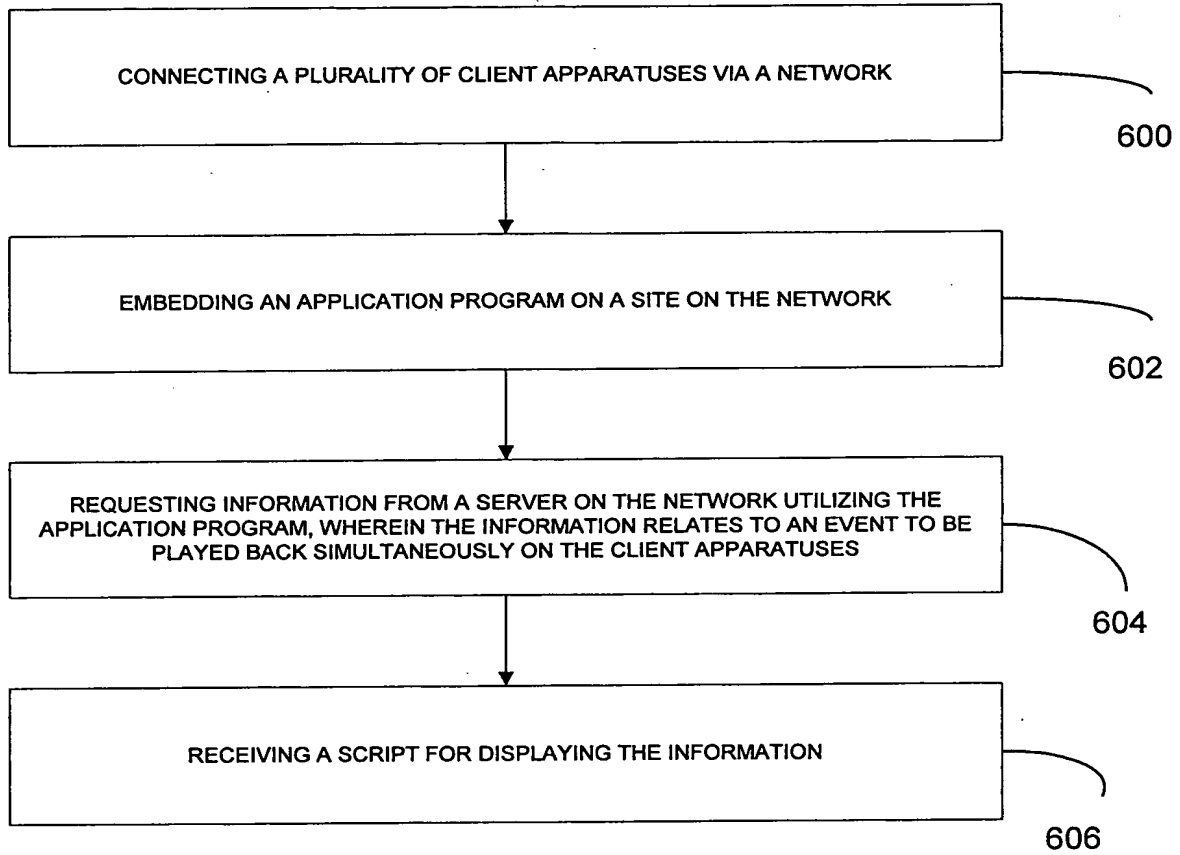 CONNECTING A PLURALITY OF CLIENT APPARATUSES VIA A NETWORK
600
EMBEDDING AN APPLICATION PROGRAM ON A SITE ON THE NETWORK
602
REQUESTING INFORMATION FROM A SERVER ON THE NETWORK UTILIZING THE
APPLICATION PROGRAM, WHEREIN THE INFORMATION RELATES TO AN EVENT TO BE
PLAYED BACK SIMULTANEOUSLY ON THE CLIENT APPARATUSES
604
RECEIVING A SCRIPT FOR DISPLAYING THE INFORMATION
606